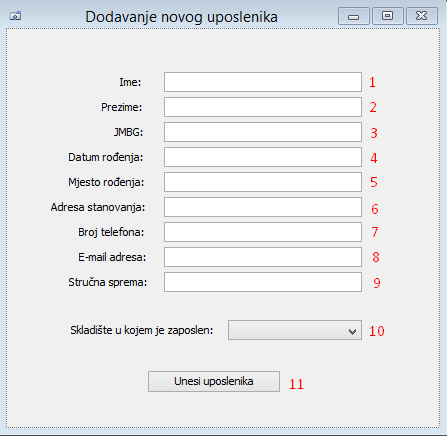 Dodavanje novog uposlenika
Ime: 1
Prezime: 2
JMBG: 3
Datum rođenja: 4
Mjesto rođenja: 5
Adresa stanovanja: 6
Broj telefona: 7
E-mail adresa: 8
Stručna sprema: 9
Skladište u kojem je zaposlen: 10
Unesi uposlenika 11